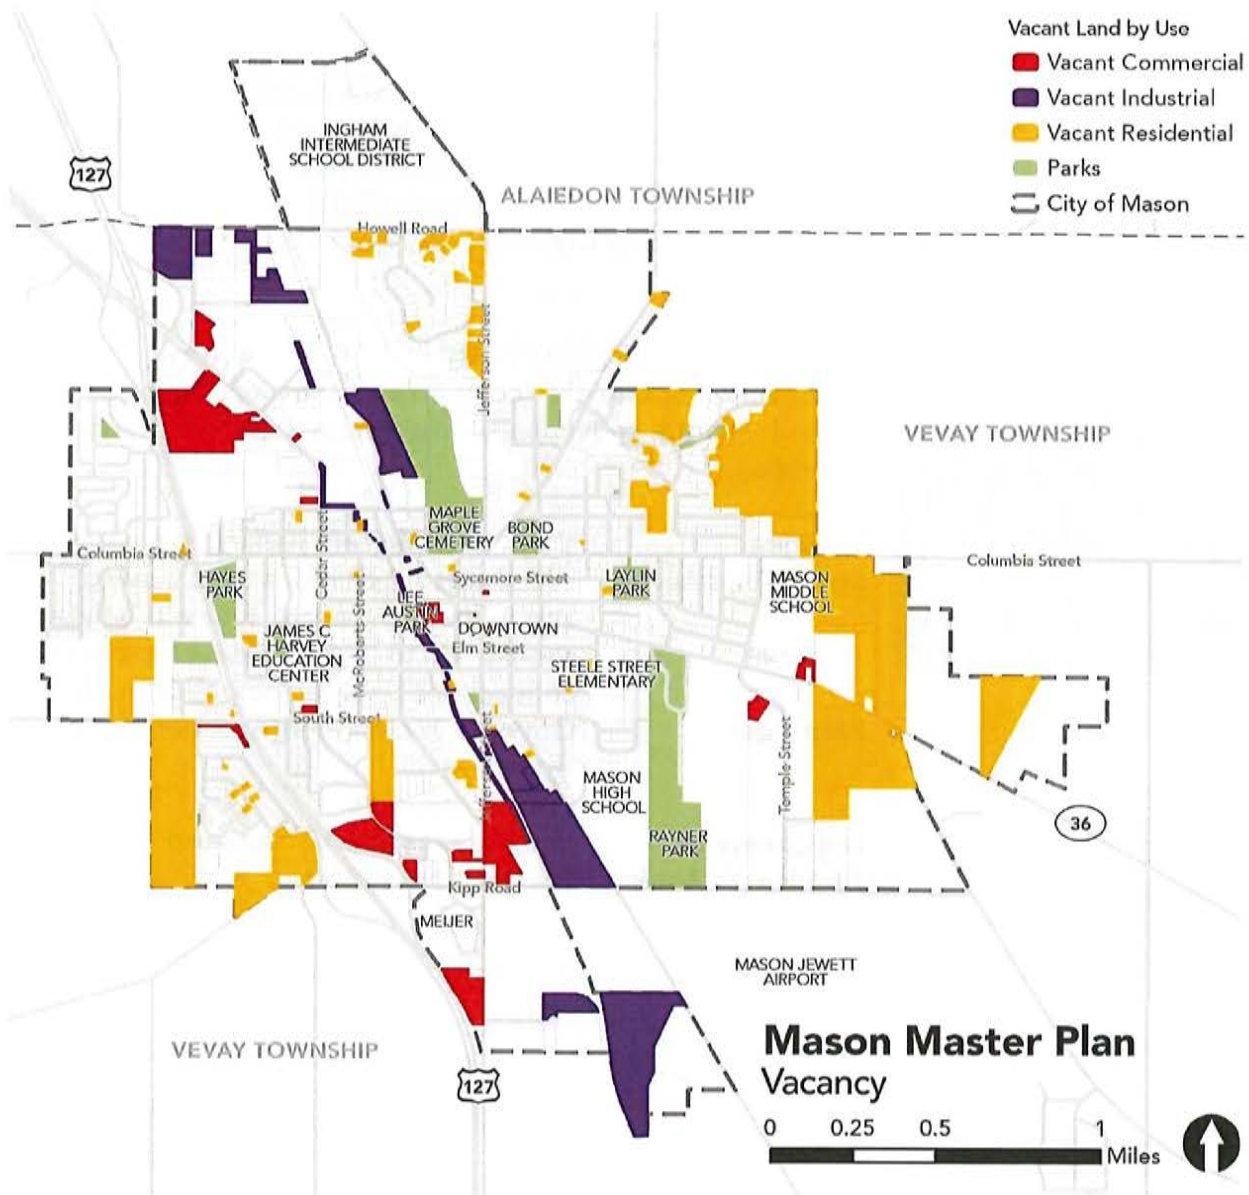 Vacant Land by Use
Vacant Commercial
Vacant Industrial
Vacant Residential
Parks
City of Mason
INGHAM
INTERMEDIATE
SCHOOL DISTRICT
127
ALAIEDON TOWNSHIP
Howell Road
Jefferson Street
VEVAY TOWNSHIP
MAPLE
GROVE
CEMETERY
BOND
PARK
Columbia Street
Columbia Street
Cedar Street
HAYES
PARK
Sycamore Street
LAYLIN
PARK
MASON
MIDDLE
SCHOOL
McRoberts Street
LEE
AUSTIN
PARK
DOWNTOWN
Elm Street
JAMES C
HARVEY
EDUCATION
CENTER
STEELE STREET
ELEMENTARY
South Street
Jefferson Street
Temple Street
MASON
HIGH
SCHOOL
RAYNER
PARK
36
Kipp Road
MEIJER
MASON JEWETT
AIRPORT
VEVAY TOWNSHIP
127
Mason Master Plan
Vacancy
0 0.25 0.5 1
Miles